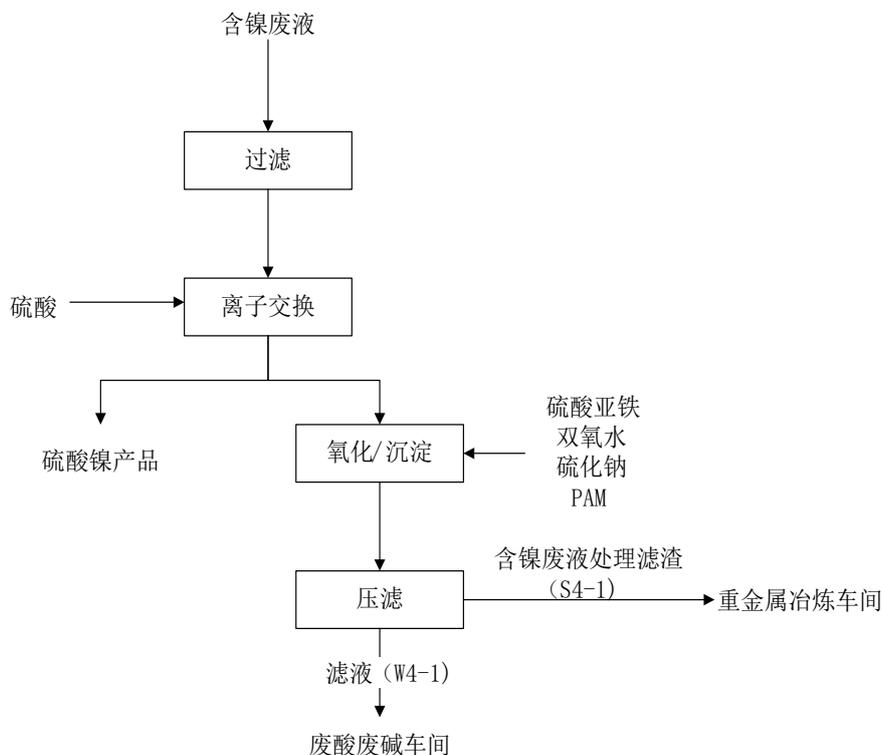 含镍废液
过滤
硫酸
离子交换
硫酸镍产品
氧化/沉淀
硫酸亚铁
双氧水
硫化钠
PAM
压滤
含镍废液处理滤渣
（S4-1）
重金属冶炼车间
滤液（W4-1）
废酸废碱车间